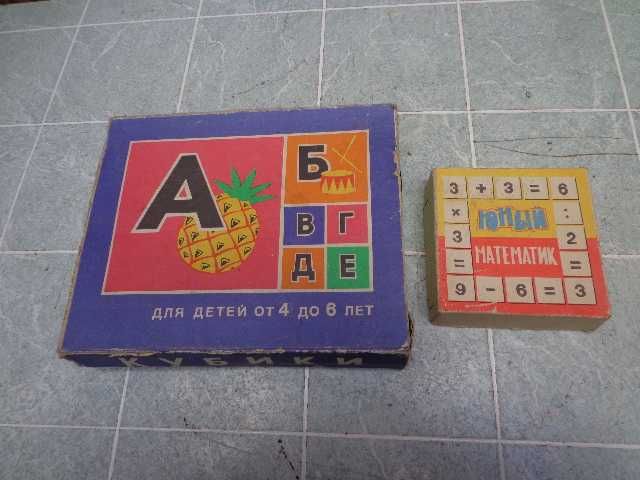 А Б
В Г
Д Е
ДЛЯ ДЕТЕЙ ОТ 4 ДО 6 ЛЕТ
КУБИКИ
3 + 3 = 6
× :
ЮНЫЙ
3 2
МАТЕМАТИК
= =
9 - 6 = 3